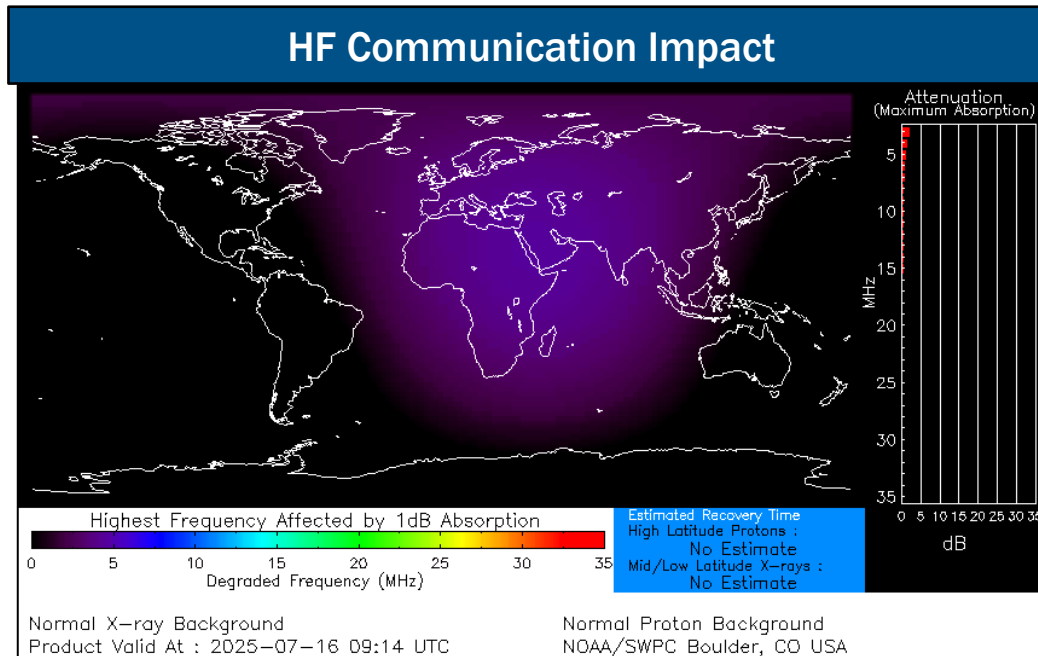 HF Communication Impact
Attenuation
(Maximum Absorption)
5
10
15
20
25
30
35
MHz
0 5 10 15 20 25 30 35
dB
Highest Frequency Affected by 1dB Absorption
0 5 10 15 20 25 30 35
Degraded Frequency (MHz)
Estimated Recovery Time
High Latitude Protons :
No Estimate
Mid/Low Latitude X-rays :
No Estimate
Normal X-ray Background
Product Valid At : 2025-07-16 09:14 UTC
Normal Proton Background
NOAA/SWPC Boulder, CO USA